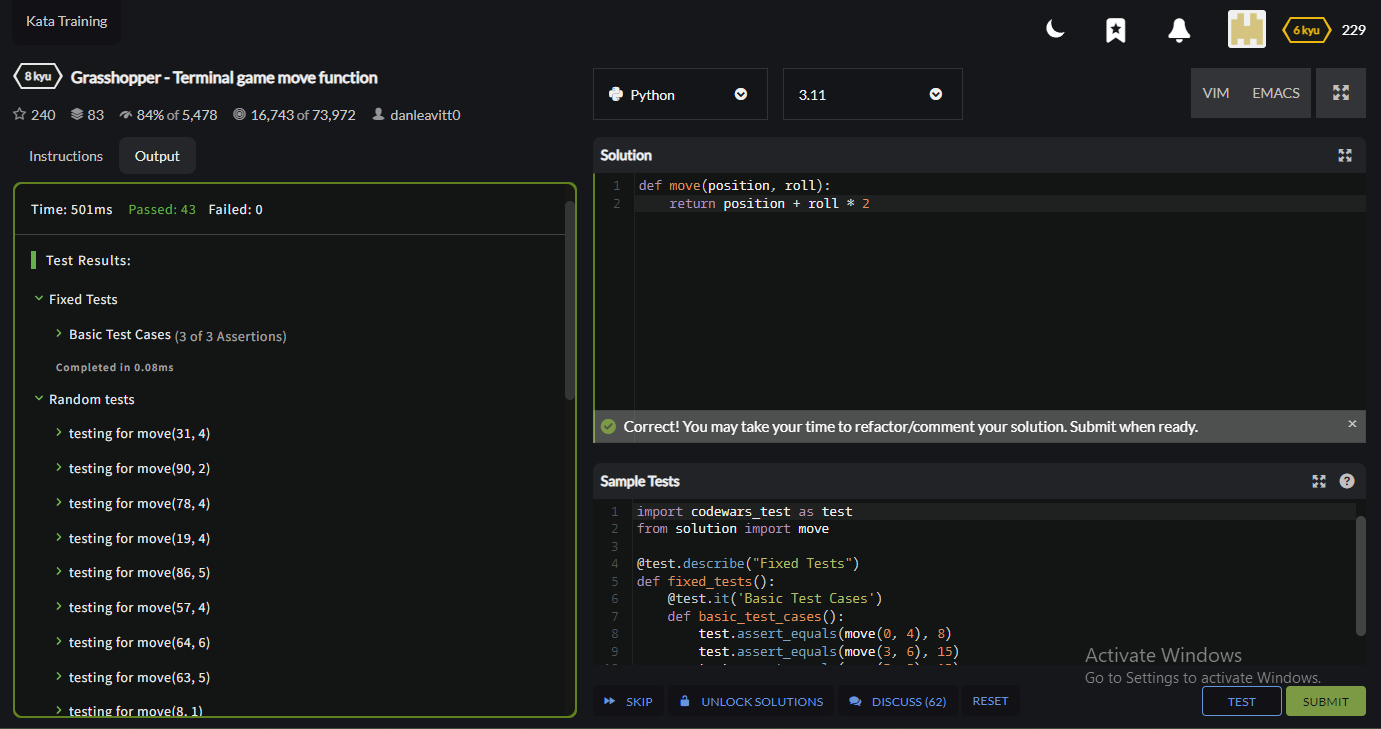 Kata Training
6 kyu 229
8 kyu Grasshopper - Terminal game move function
240 83 84% of 5,478 16,743 of 73,972 danleavitt0
Instructions Output
Time: 501ms Passed: 43 Failed: 0
Test Results:
Fixed Tests
Basic Test Cases (3 of 3 Assertions)
Completed in 0.08ms
Random tests
testing for move(31, 4)
testing for move(90, 2)
testing for move(78, 4)
testing for move(19, 4)
testing for move(86, 5)
testing for move(57, 4)
testing for move(64, 6)
testing for move(63, 5)
testing for move(8, 1)
Python 3.11 VIM EMACS
Solution
1 def move(position, roll):
2 return position + roll * 2
Correct! You may take your time to refactor/comment your solution. Submit when ready. ×
Sample Tests ?
1 import codewars_test as test
2 from solution import move
3
4 @test.describe("Fixed Tests")
5 def fixed_tests():
6 @test.it('Basic Test Cases')
7 def basic_test_cases():
8 test.assert_equals(move(0, 4), 8)
9 test.assert_equals(move(3, 6), 15)
Activate Windows
Go to Settings to activate Windows.
SKIP UNLOCK SOLUTIONS DISCUSS (62) RESET TEST SUBMIT